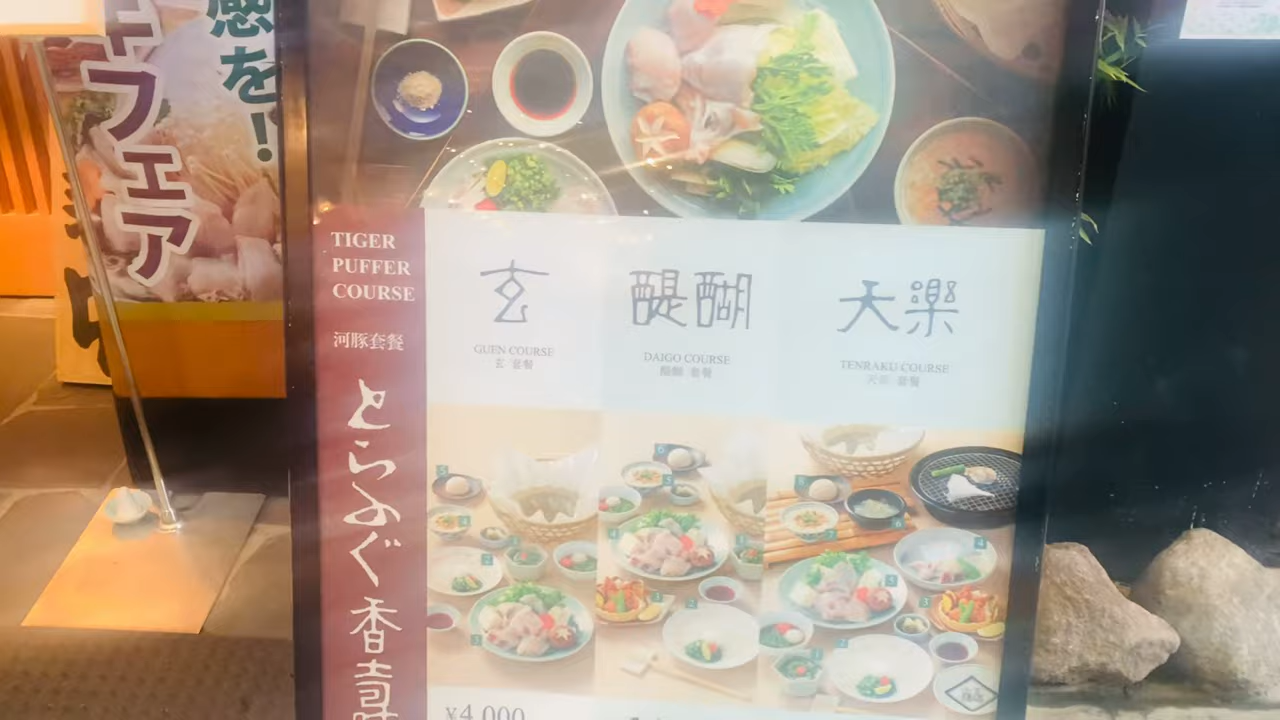 感を!
キフェア
TIGER
PUFFER
COURSE
河豚套餐
とらふぐ
玄
GUEN COURSE
玄 套餐
醍醐
DAIGO COURSE
醍醐 套餐
天樂
TENRAKU COURSE
天樂 套餐
¥4,000